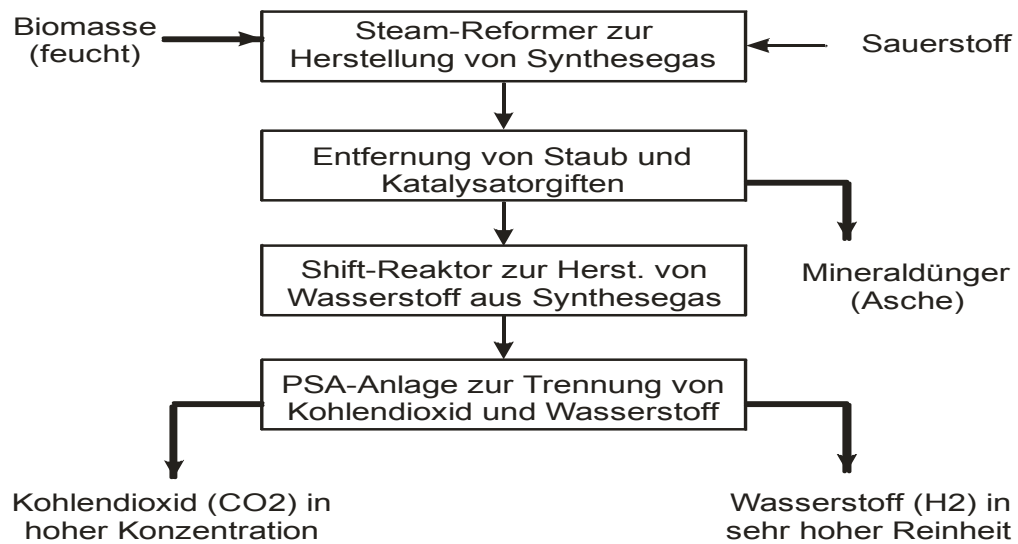 Biomasse
(feucht)
Steam-Reformer zur
Herstellung von Synthesegas
Sauerstoff
Entfernung von Staub und
Katalysatorgiften
Mineraldünger
(Asche)
Shift-Reaktor zur Herst. von
Wasserstoff aus Synthesegas
PSA-Anlage zur Trennung von
Kohlendioxid und Wasserstoff
Kohlendioxid (CO2) in
hoher Konzentration
Wasserstoff (H2) in
sehr hoher Reinheit